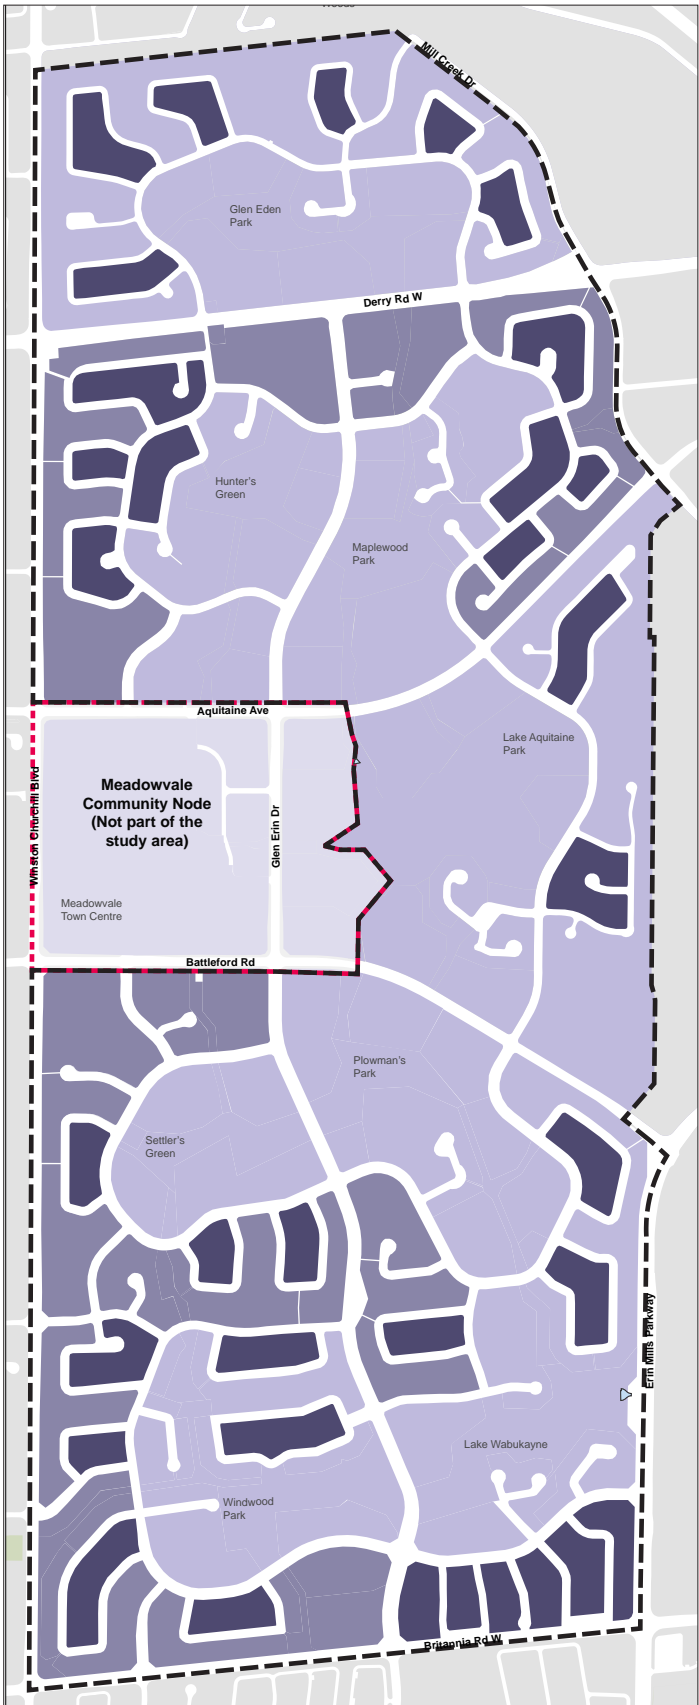 Mill Creek Dr
Glen Eden
Park
Derry Rd W
Hunter's
Green
Maplewood
Park
Aquitaine Ave
Lake Aquitaine
Park
Meadowvale
Community Node
(Not part of the
study area)
Winston Churchill Blvd
Glen Erin Dr
Meadowvale
Town Centre
Battleford Rd
Plowman's
Park
Settler's
Green
Erin Mills Parkway
Lake Wabukayne
Windwood
Park
Britannia Rd W